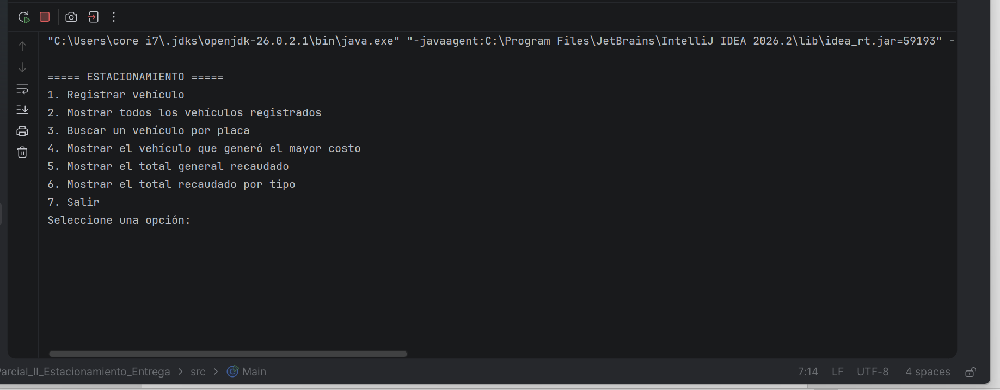 "C:\Users\core i7\.jdks\openjdk-26.0.2.1\bin\java.exe" "-javaagent:C:\Program Files\JetBrains\IntelliJ IDEA 2026.2\lib\idea_rt.jar=59193" -
===== ESTACIONAMIENTO =====
1. Registrar vehículo
2. Mostrar todos los vehículos registrados
3. Buscar un vehículo por placa
4. Mostrar el vehículo que generó el mayor costo
5. Mostrar el total general recaudado
6. Mostrar el total recaudado por tipo
7. Salir
Seleccione una opción:
arcial_II_Estacionamiento_Entrega > src > Main 7:14 LF UTF-8 4 spaces